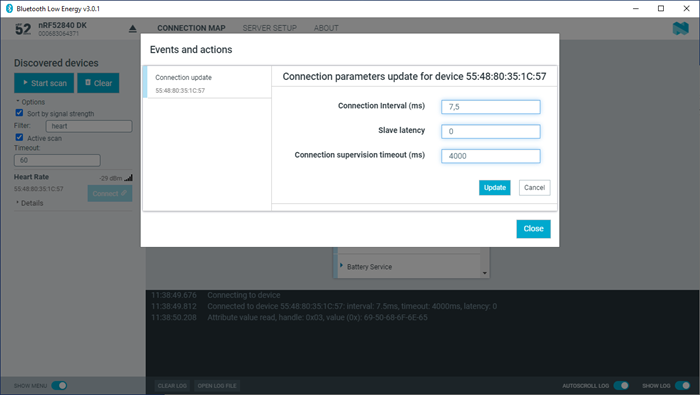 Bluetooth Low Energy v3.0.1
52
nRF52840 DK
000683064371
CONNECTION MAP
SERVER SETUP
ABOUT
Discovered devices
Start scan
Clear
Options
Sort by signal strength
Filter:
heart
Active scan
Timeout:
60
Heart Rate
-25 dBm
55:48:80:35:1C:57
Connect
Details
Events and actions
Connection update
55:48:80:35:1C:57
Connection parameters update for device 55:48:80:35:1C:57
Connection Interval (ms)
7,5
Slave latency
0
Connection supervision timeout (ms)
4000
Update
Cancel
Close
Battery Service
11:38:49.676 Connecting to device
11:38:49.812 Connected to device 55:48:80:35:1C:57: interval: 7.5ms, timeout: 4000ms, latency: 0
11:38:50.208 Attribute value read, handle: 0x03, value (0x): 69-50-68-6F-6E-65
SHOW MENU
CLEAR LOG
OPEN LOG FILE
AUTOSCROLL LOG
SHOW LOG